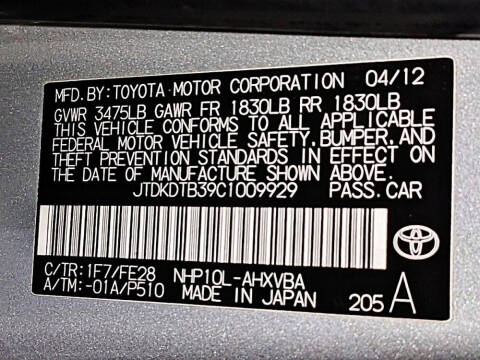 MFD.BY:TOYOTA MOTOR CORPORATION 04/12
GVWR 3475LB GAWR FR 1830LB RR 1830LB
THIS VEHICLE CONFORMS TO ALL APPLICABLE
FEDERAL MOTOR VEHICLE SAFETY,BUMPER,AND
THEFT PREVENTION STANDARDS IN EFFECT ON
THE DATE OF MANUFACTURE SHOWN ABOVE.
JTDKDTB39C1009929 PASS.CAR
C/TR:1F7/FE28 NHP10L-AHXVBA
A/TM:-01A/P510 MADE IN JAPAN 205 A